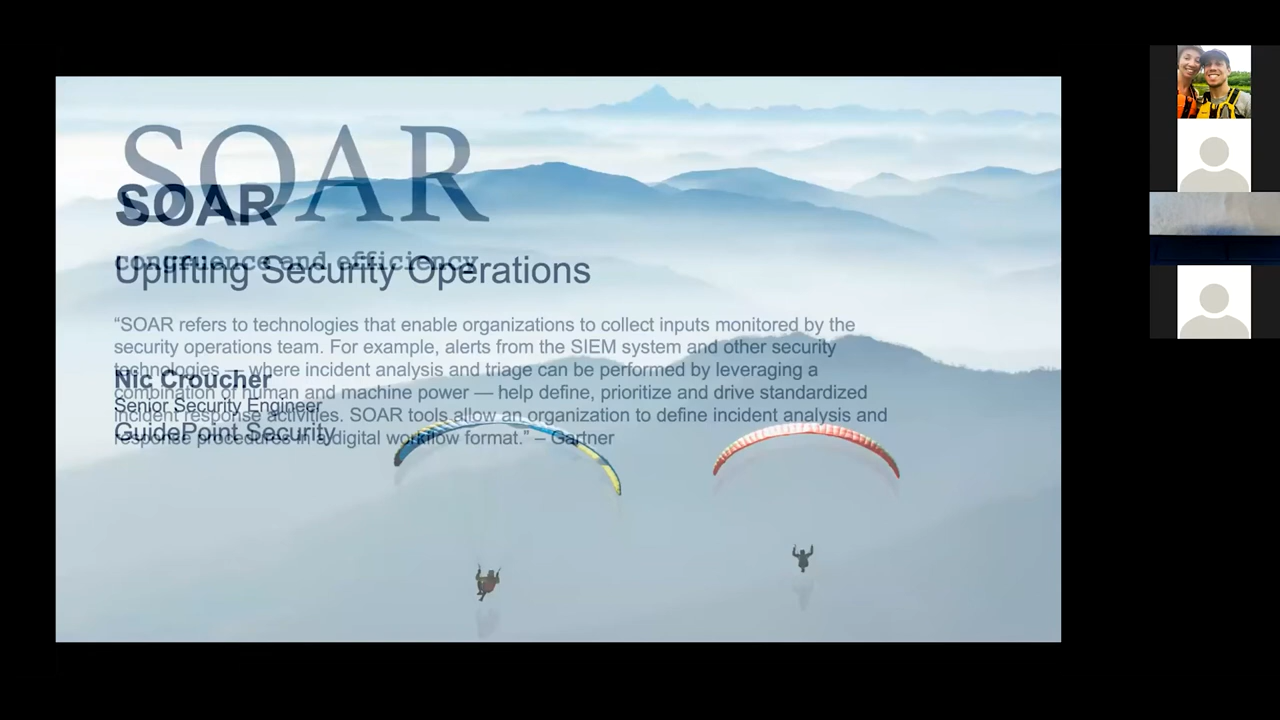 SOAR
SOAR
congruence and efficiency
Uplifting Security Operations
“SOAR refers to technologies that enable organizations to collect inputs monitored by the
security operations team. For example, alerts from the SIEM system and other security
technologies — where incident analysis and triage can be performed by leveraging a
Nic Croucher
combination of human and machine power — help define, prioritize and drive standardized
Senior Security Engineer
incident response activities. SOAR tools allow an organization to define incident analysis and
GuidePoint Security
response procedures in a digital workflow format.” – Gartner